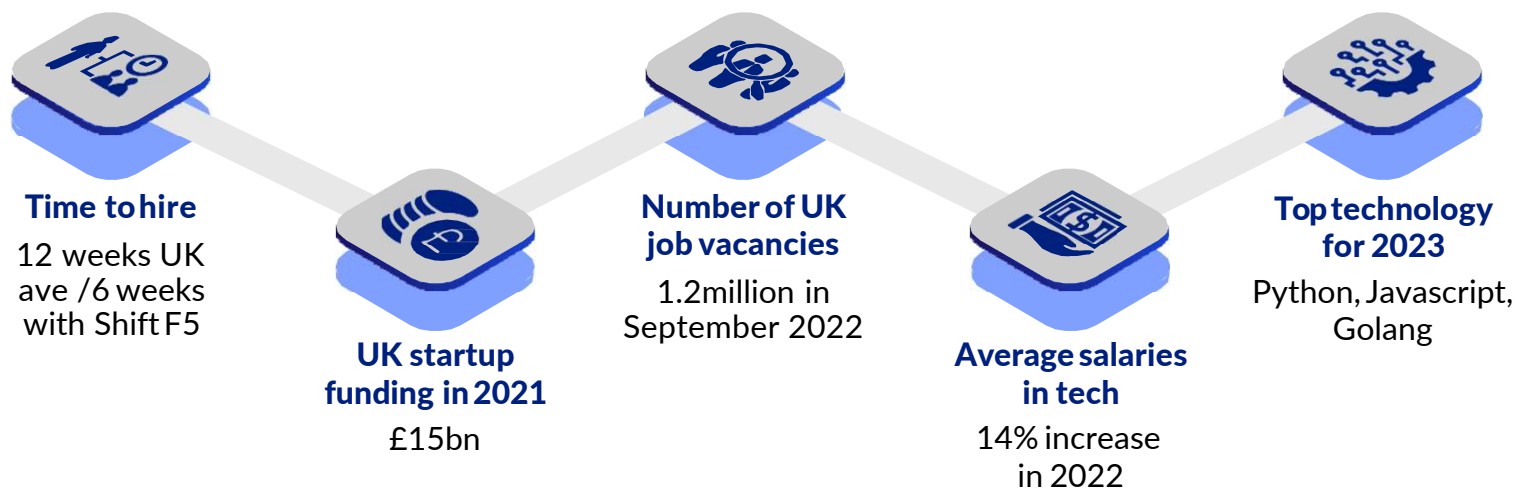 Time to hire
12 weeks UK
ave /6 weeks
with Shift F5
UK startup
funding in 2021
£15bn
Number of UK
job vacancies
1.2million in
September 2022
Average salaries
in tech
14% increase
in 2022
Top technology
for 2023
Python, Javascript,
Golang